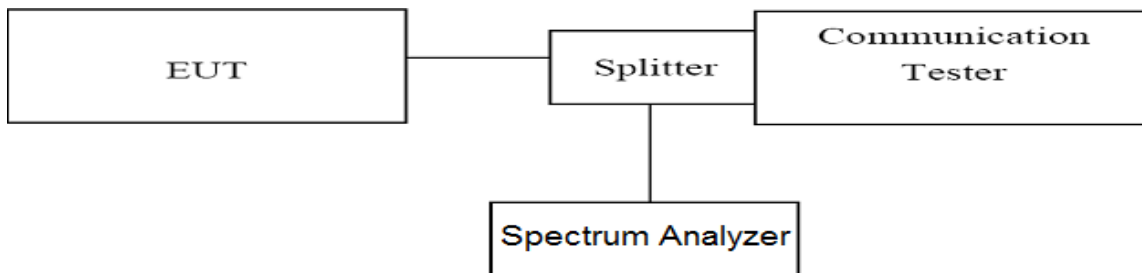 EUT
Splitter
Communication
Tester
Spectrum Analyzer